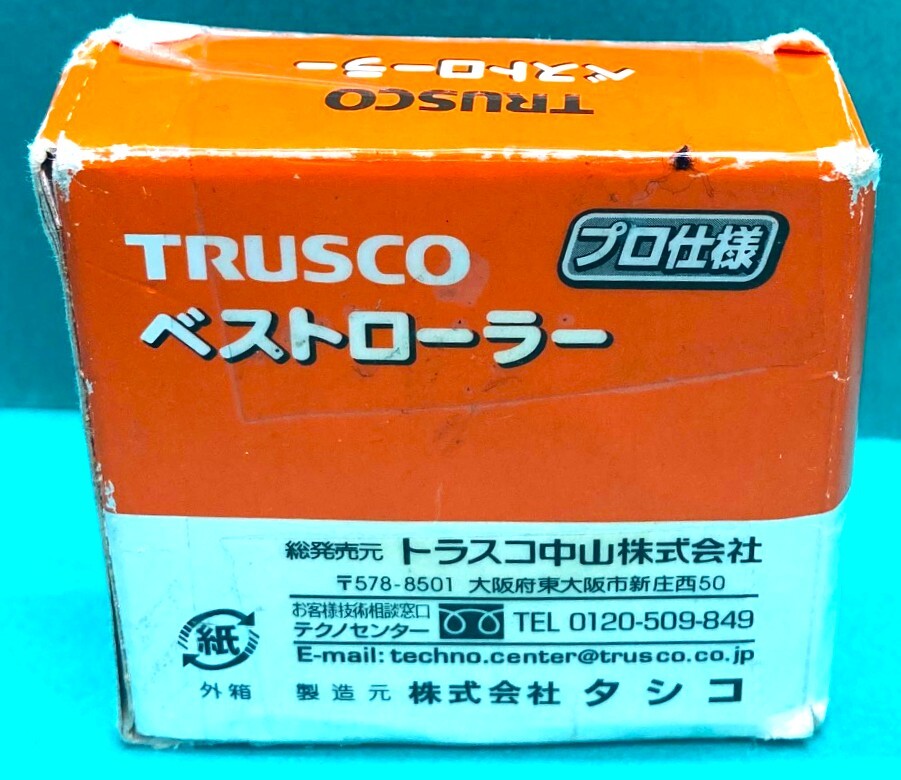 ベストローラー
TRUSCO
TRUSCO
プロ仕様
ベストローラー
総発売元 トラスコ中山株式会社
〒578-8501 大阪府東大阪市新庄西50
お客様技術相談窓口
テクノセンター
TEL 0120-509-849
E-mail: techno.center@trusco.co.jp
紙
外箱
製造元 株式会社 タシコ